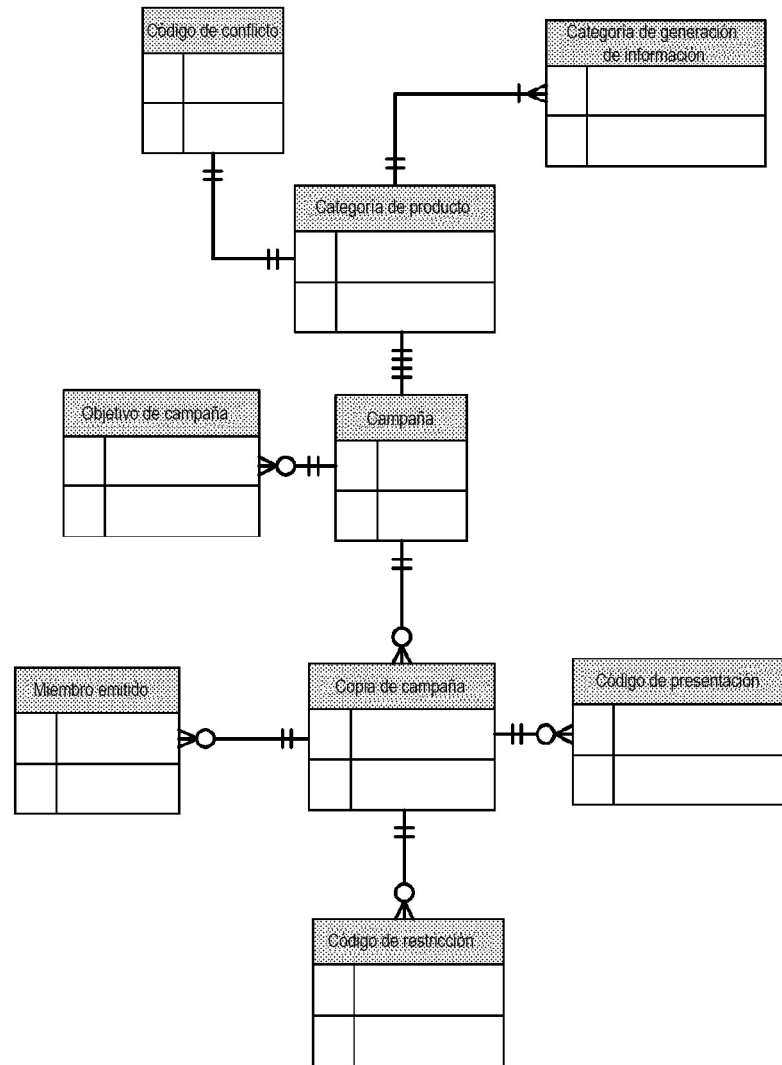 Código de conflicto
Categoría de generación
de información
Categoría de producto
Objetivo de campaña
Campaña
Miembro emitido
Copia de campaña
Código de presentación
Código de restricción